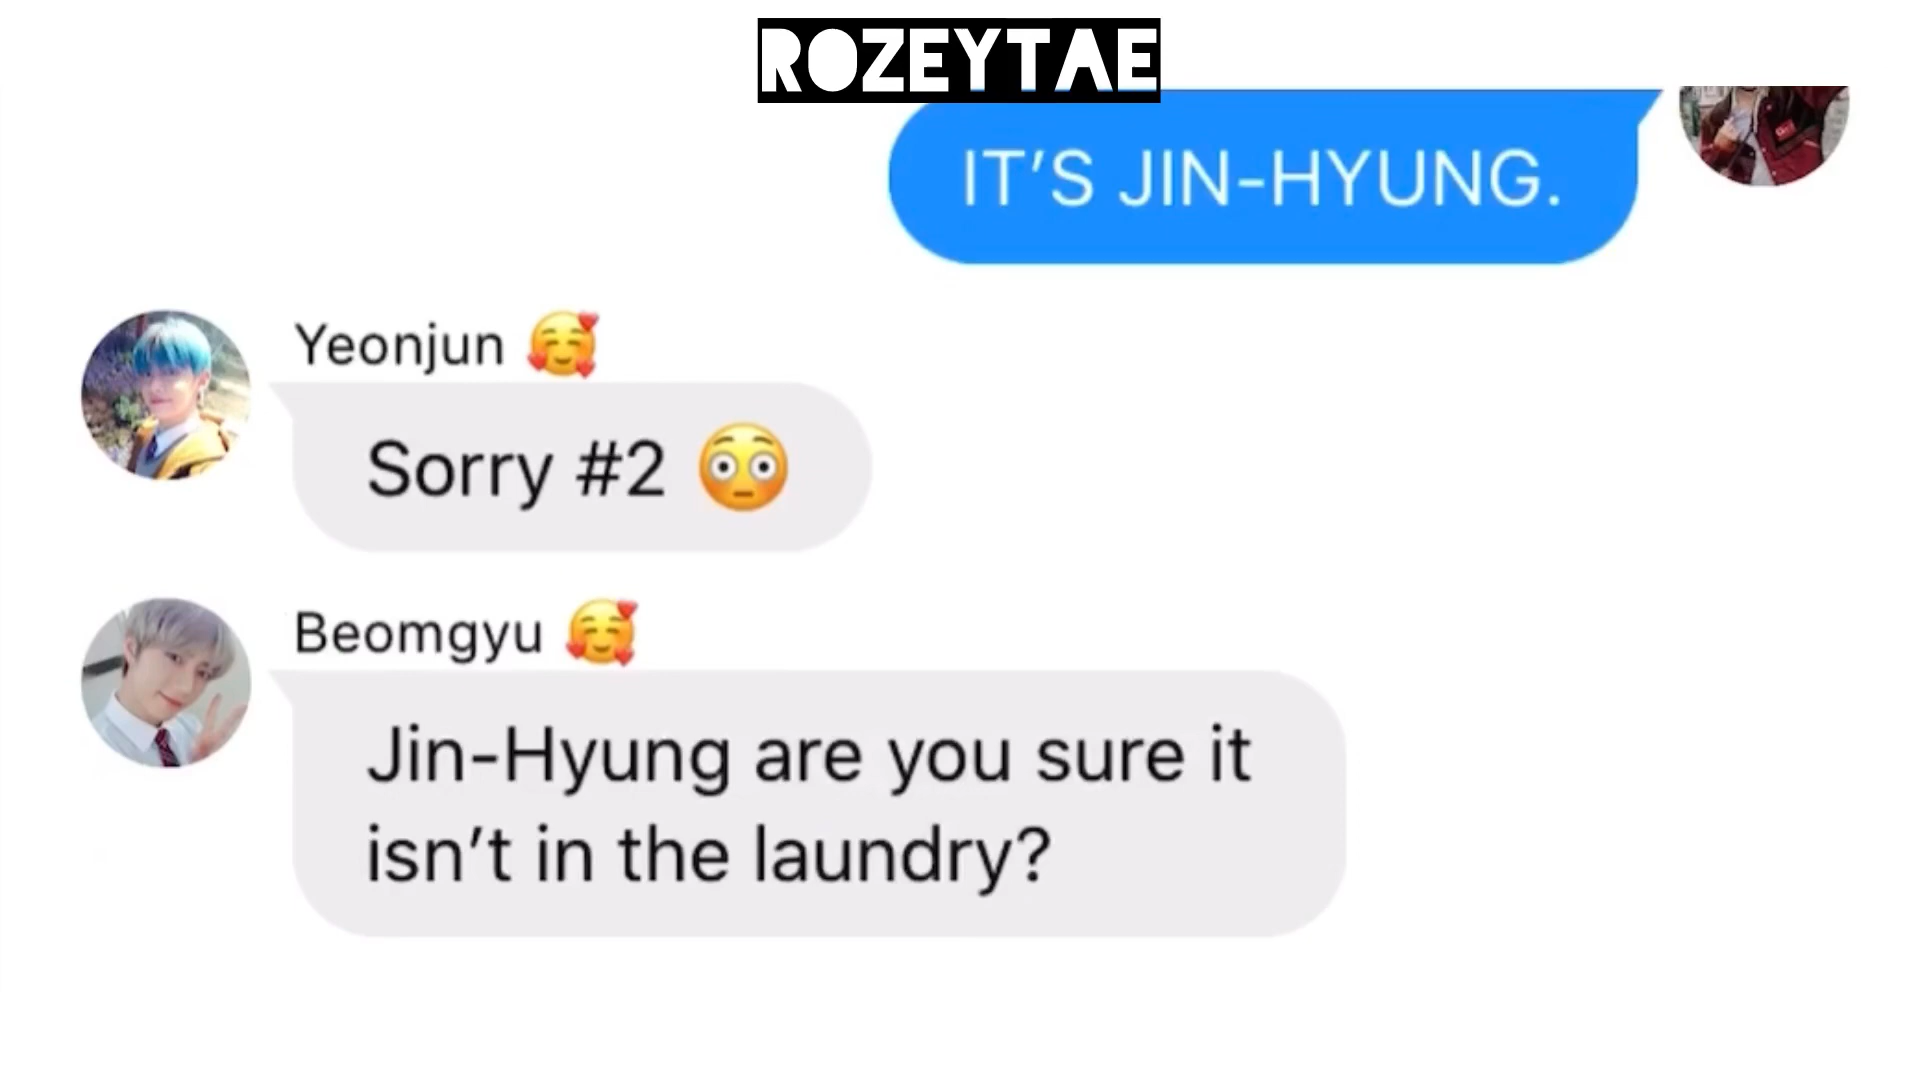 ROZEYTAE
IT’S JIN-HYUNG.
Yeonjun 🥰
Sorry #2 😳
Beomgyu 🥰
Jin-Hyung are you sure it
isn’t in the laundry?